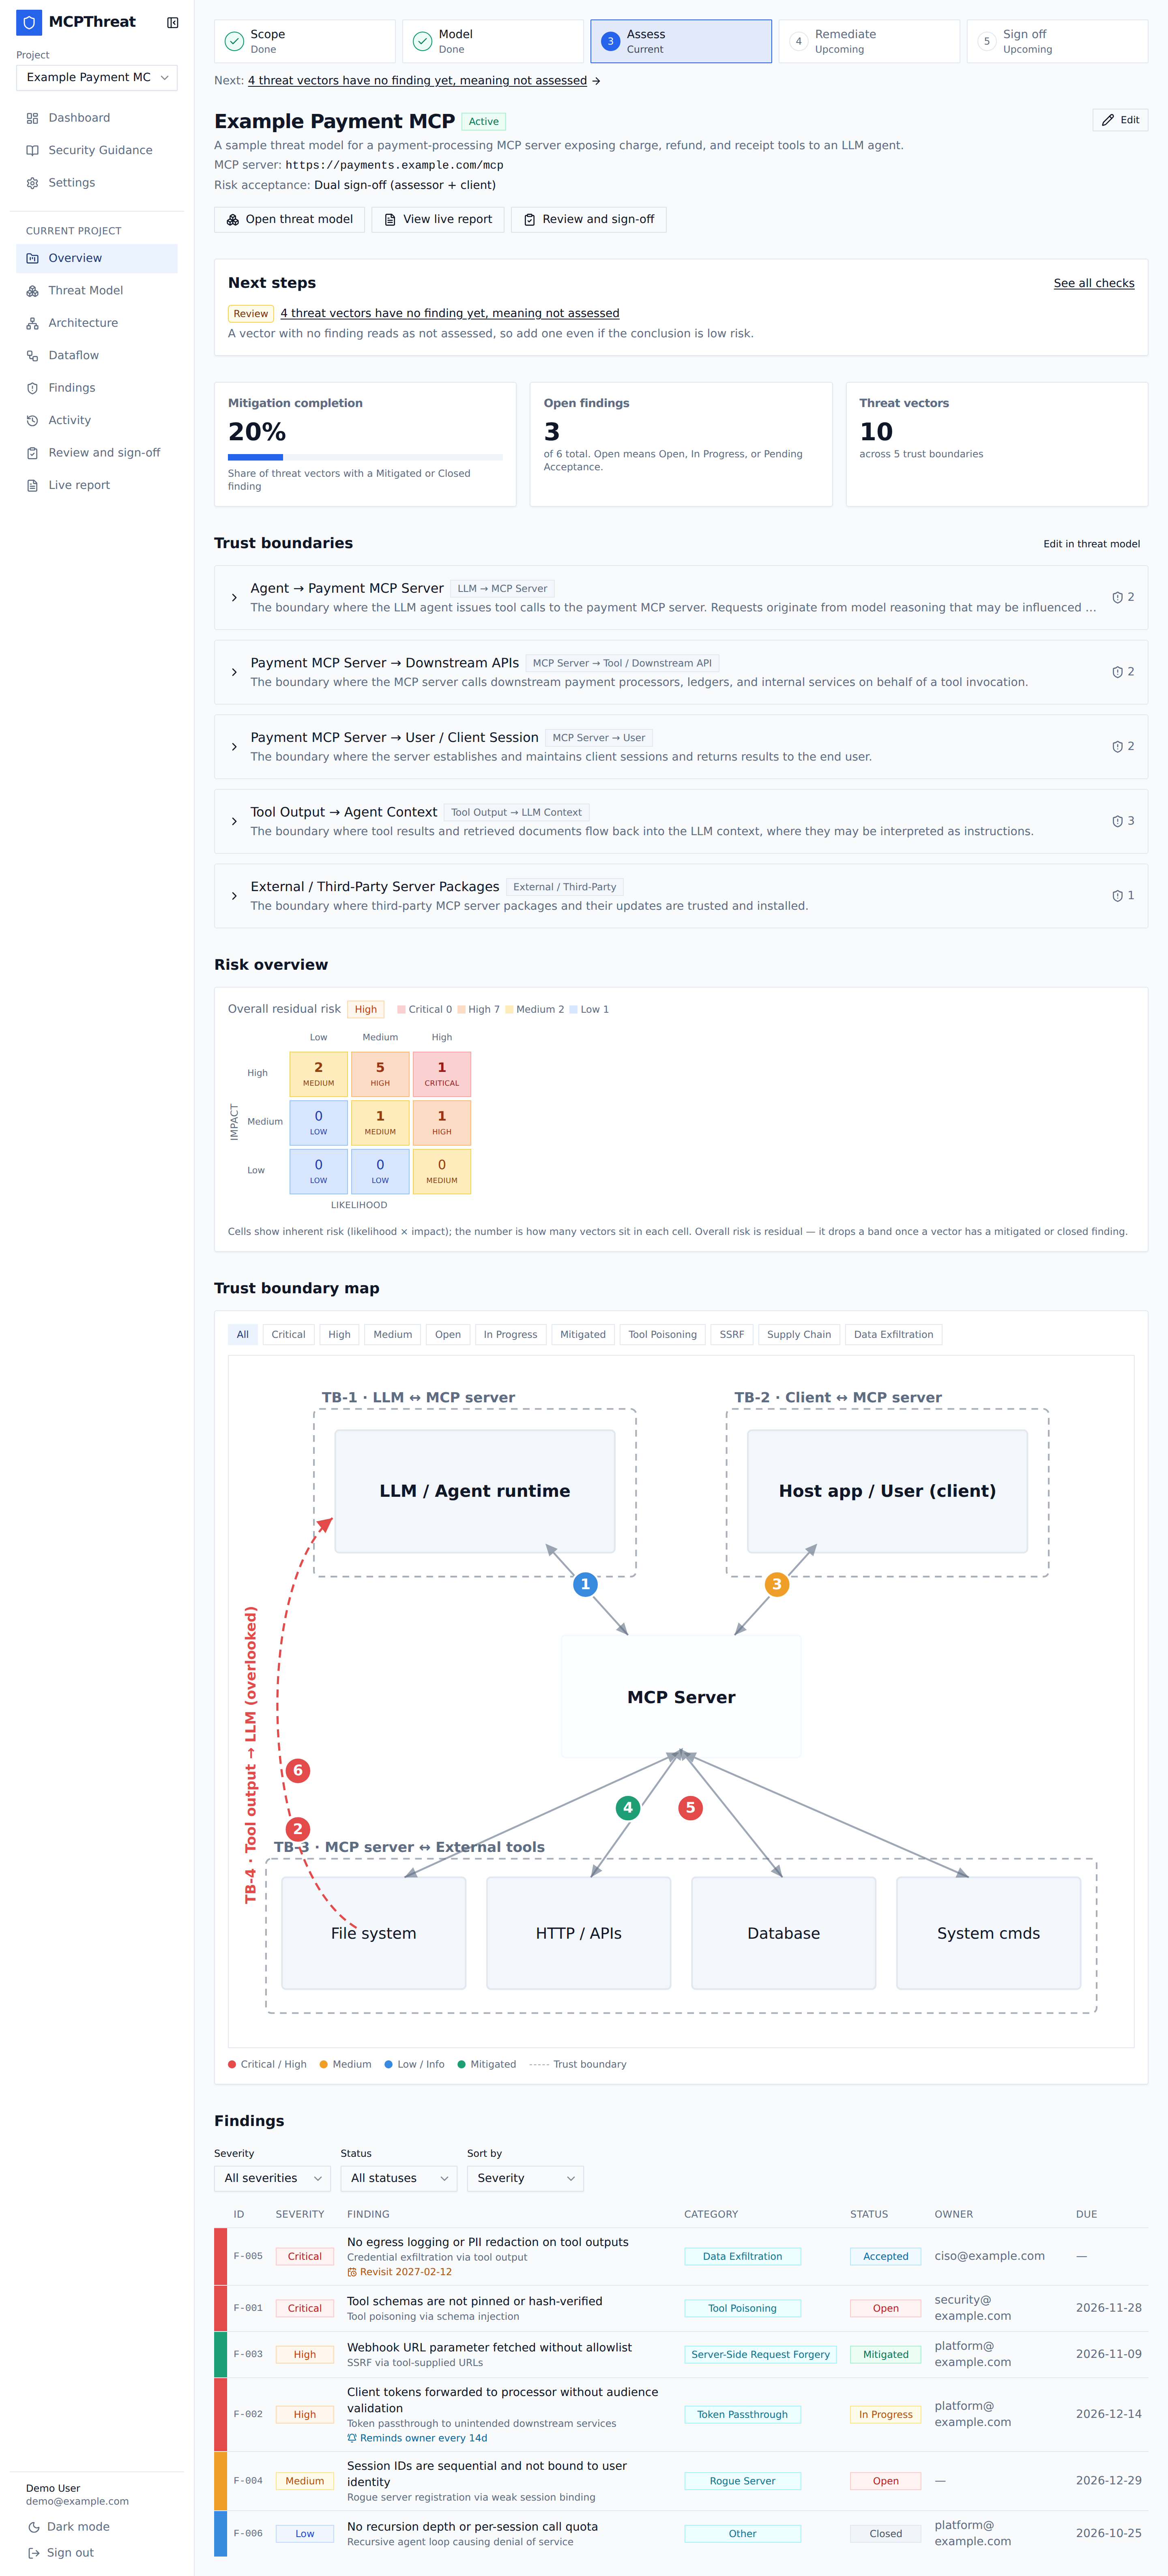 MCPThreat
Project
Example Payment MC
Dashboard
Security Guidance
Settings
CURRENT PROJECT
Overview
Threat Model
Architecture
Dataflow
Findings
Activity
Review and sign-off
Live report
Demo User
demo@example.com
Dark mode
Sign out
Scope
Done
Model
Done
3
Assess
Current
4
Remediate
Upcoming
5
Sign off
Upcoming
Next: 4 threat vectors have no finding yet, meaning not assessed →
Example Payment MCP Active
Edit
A sample threat model for a payment-processing MCP server exposing charge, refund, and receipt tools to an LLM agent.
MCP server: https://payments.example.com/mcp
Risk acceptance: Dual sign-off (assessor + client)
Open threat model
View live report
Review and sign-off
Next steps
See all checks
Review 4 threat vectors have no finding yet, meaning not assessed
A vector with no finding reads as not assessed, so add one even if the conclusion is low risk.
Mitigation completion
20%
Share of threat vectors with a Mitigated or Closed
finding
Open findings
3
of 6 total. Open means Open, In Progress, or Pending
Acceptance.
Threat vectors
10
across 5 trust boundaries
Trust boundaries
Edit in threat model
Agent → Payment MCP Server LLM → MCP Server
The boundary where the LLM agent issues tool calls to the payment MCP server. Requests originate from model reasoning that may be influenced ...
2
Payment MCP Server → Downstream APIs MCP Server → Tool / Downstream API
The boundary where the MCP server calls downstream payment processors, ledgers, and internal services on behalf of a tool invocation.
2
Payment MCP Server → User / Client Session MCP Server → User
The boundary where the server establishes and maintains client sessions and returns results to the end user.
2
Tool Output → Agent Context Tool Output → LLM Context
The boundary where tool results and retrieved documents flow back into the LLM context, where they may be interpreted as instructions.
3
External / Third-Party Server Packages External / Third-Party
The boundary where third-party MCP server packages and their updates are trusted and installed.
1
Risk overview
Overall residual risk High Critical 0 High 7 Medium 2 Low 1
Low Medium High
High
2
MEDIUM
5
HIGH
1
CRITICAL
IMPACT
Medium
0
LOW
1
MEDIUM
1
HIGH
Low
0
LOW
0
LOW
0
MEDIUM
LIKELIHOOD
Cells show inherent risk (likelihood × impact); the number is how many vectors sit in each cell. Overall risk is residual — it drops a band once a vector has a mitigated or closed finding.
Trust boundary map
All Critical High Medium Open In Progress Mitigated Tool Poisoning SSRF Supply Chain Data Exfiltration
TB-1 · LLM ↔ MCP server
TB-2 · Client ↔ MCP server
LLM / Agent runtime
Host app / User (client)
1
3
MCP Server
TB-4 · Tool output → LLM (overlooked)
6
4
5
2
TB-3 · MCP server ↔ External tools
File system
HTTP / APIs
Database
System cmds
Critical / High Medium Low / Info Mitigated Trust boundary
Findings
Severity
All severities
Status
All statuses
Sort by
Severity
ID SEVERITY FINDING CATEGORY STATUS OWNER DUE
F-005 Critical No egress logging or PII redaction on tool outputs Data Exfiltration Accepted ciso@example.com —
Credential exfiltration via tool output
Revisit 2027-02-12
F-001 Critical Tool schemas are not pinned or hash-verified Tool Poisoning Open security@ 2026-11-28
Tool poisoning via schema injection example.com
F-003 High Webhook URL parameter fetched without allowlist Server-Side Request Forgery Mitigated platform@ 2026-11-09
SSRF via tool-supplied URLs example.com
F-002 High Client tokens forwarded to processor without audience Token Passthrough In Progress platform@ 2026-12-14
validation example.com
Token passthrough to unintended downstream services
Reminds owner every 14d
F-004 Medium Session IDs are sequential and not bound to user Rogue Server Open — 2026-12-29
identity
Rogue server registration via weak session binding
F-006 Low No recursion depth or per-session call quota Other Closed platform@ 2026-10-25
Recursive agent loop causing denial of service example.com